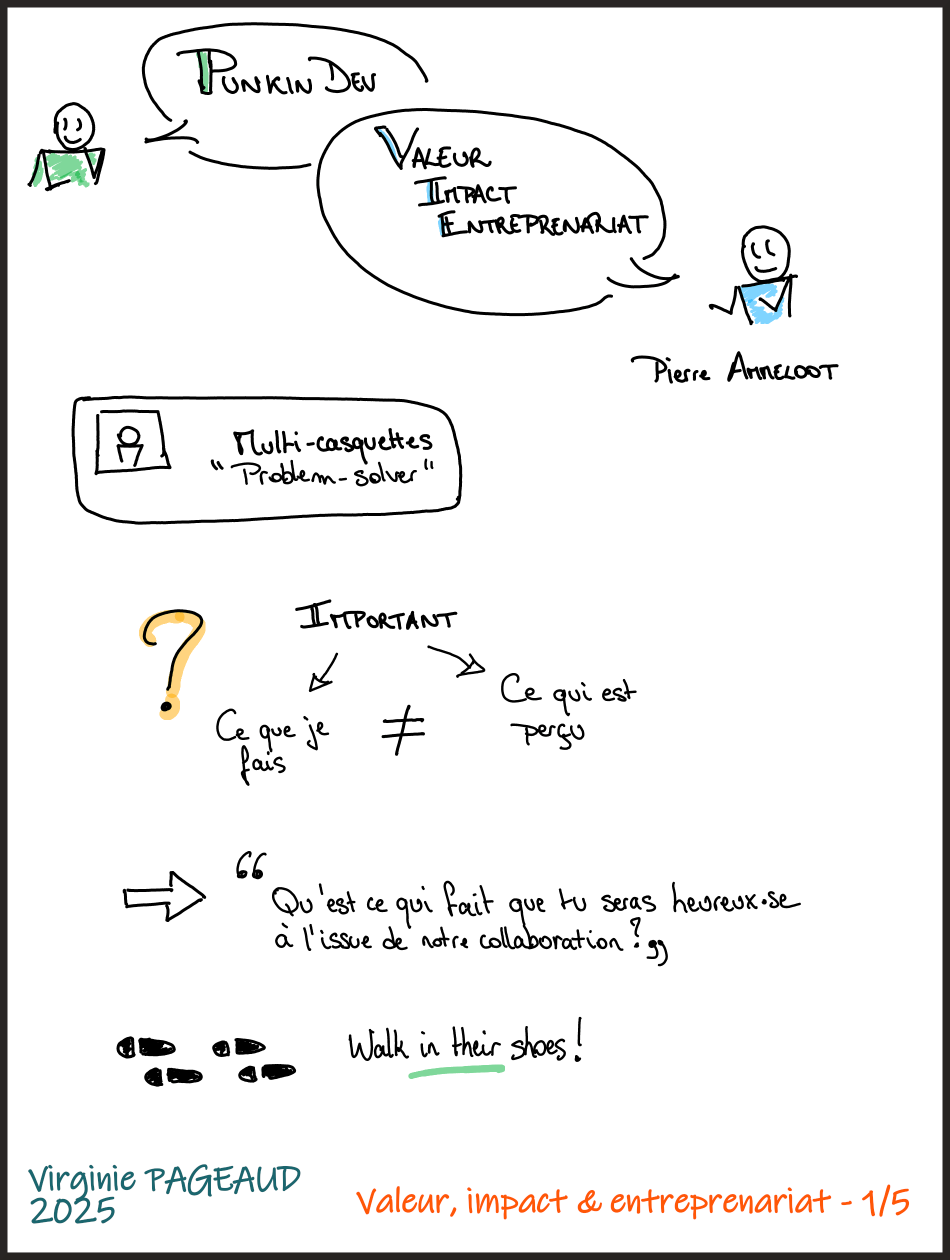 PUNKIN DEV
VALEUR
IMPACT
ENTREPRENARIAT
Pierre AMMELOOT
Multi-casquettes
"Problem-solver"
?
IMPORTANT
Ce que je
fais
≠
Ce qui est
perçu
“
Qu'est ce qui fait que tu seras heureux·se
à l'issue de notre collaboration ? ”
Walk in their shoes !
Virginie PAGEAUD
2025
Valeur, impact & entreprenariat - 1/5